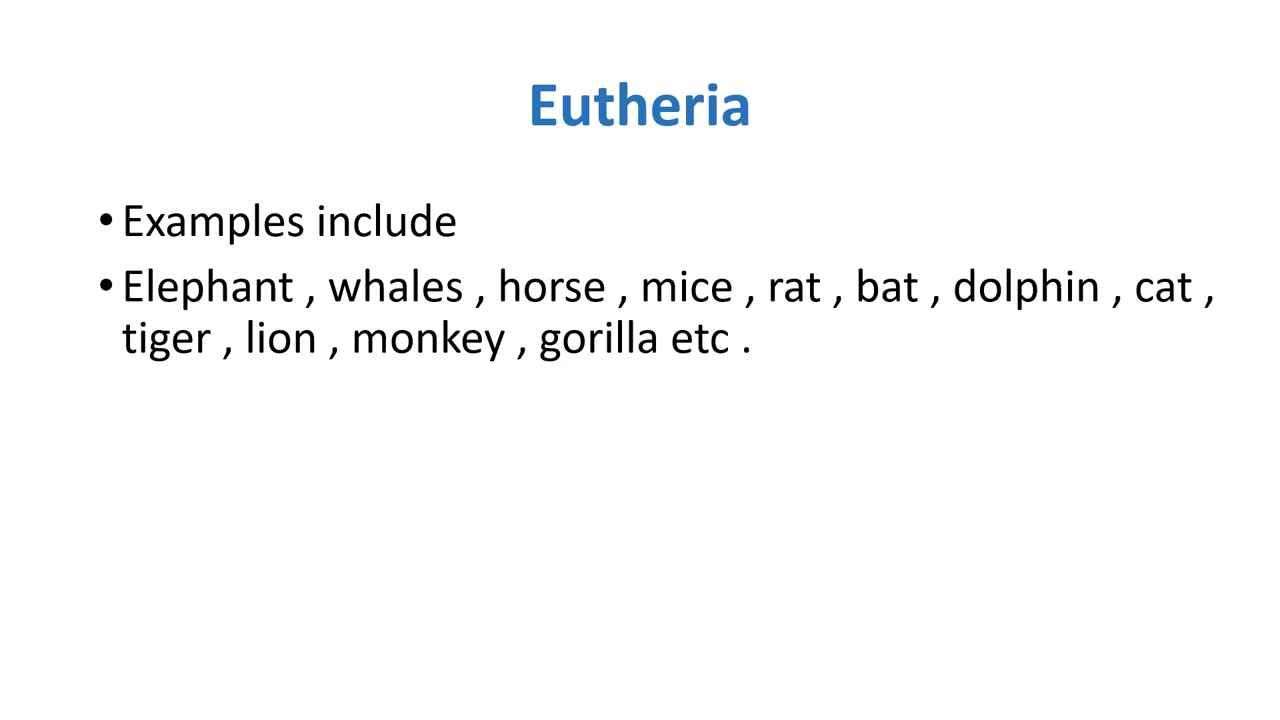 Eutheria
• Examples include
• Elephant , whales , horse , mice , rat , bat , dolphin , cat ,
tiger , lion , monkey , gorilla etc .